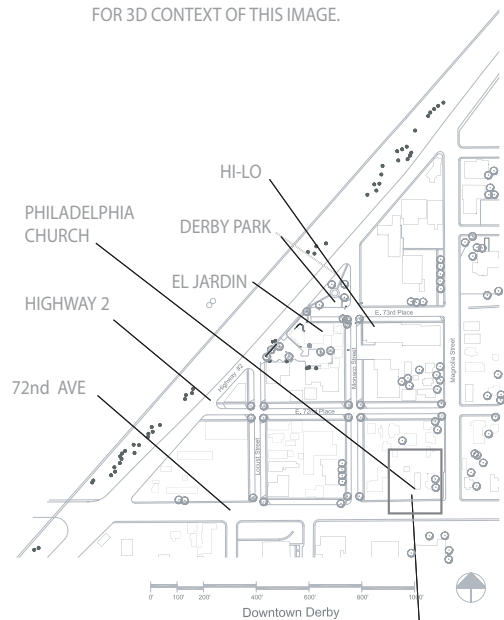 FOR 3D CONTEXT OF THIS IMAGE.
HI-LO
PHILADELPHIA
CHURCH
DERBY PARK
EL JARDIN
HIGHWAY 2
72nd AVE
E. 73rd Place
Highway #2
Monaco Street
Magnolia Street
E. 72nd Place
Locust Street
0' 100' 200' 400' 600' 800' 1000'
Downtown Derby